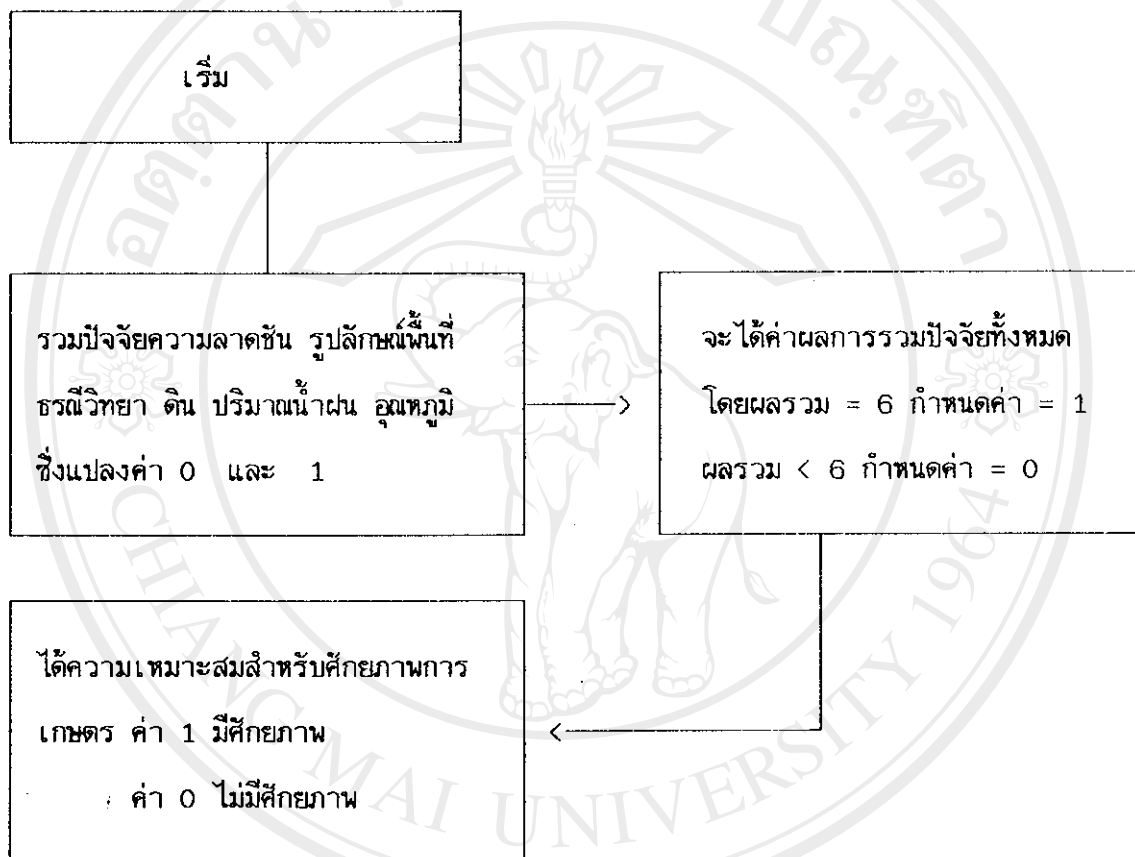 เริ่ม
รวมปัจจัยความลาดชัน รูปลักษณ์พื้นที่
ธรณีวิทยา ดิน ปริมาณน้ำฝน อุณหภูมิ
ซึ่งแปลงค่า 0 และ 1
จะได้ค่าผลการรวมปัจจัยทั้งหมด
โดยผลรวม = 6 กำหนดค่า = 1
ผลรวม < 6 กำหนดค่า = 0
ได้ความเหมาะสมสำหรับศักยภาพการ
เกษตร ค่า 1 มีศักยภาพ
ค่า 0 ไม่มีศักยภาพ
CHIANG MAI UNIVERSITY 1964